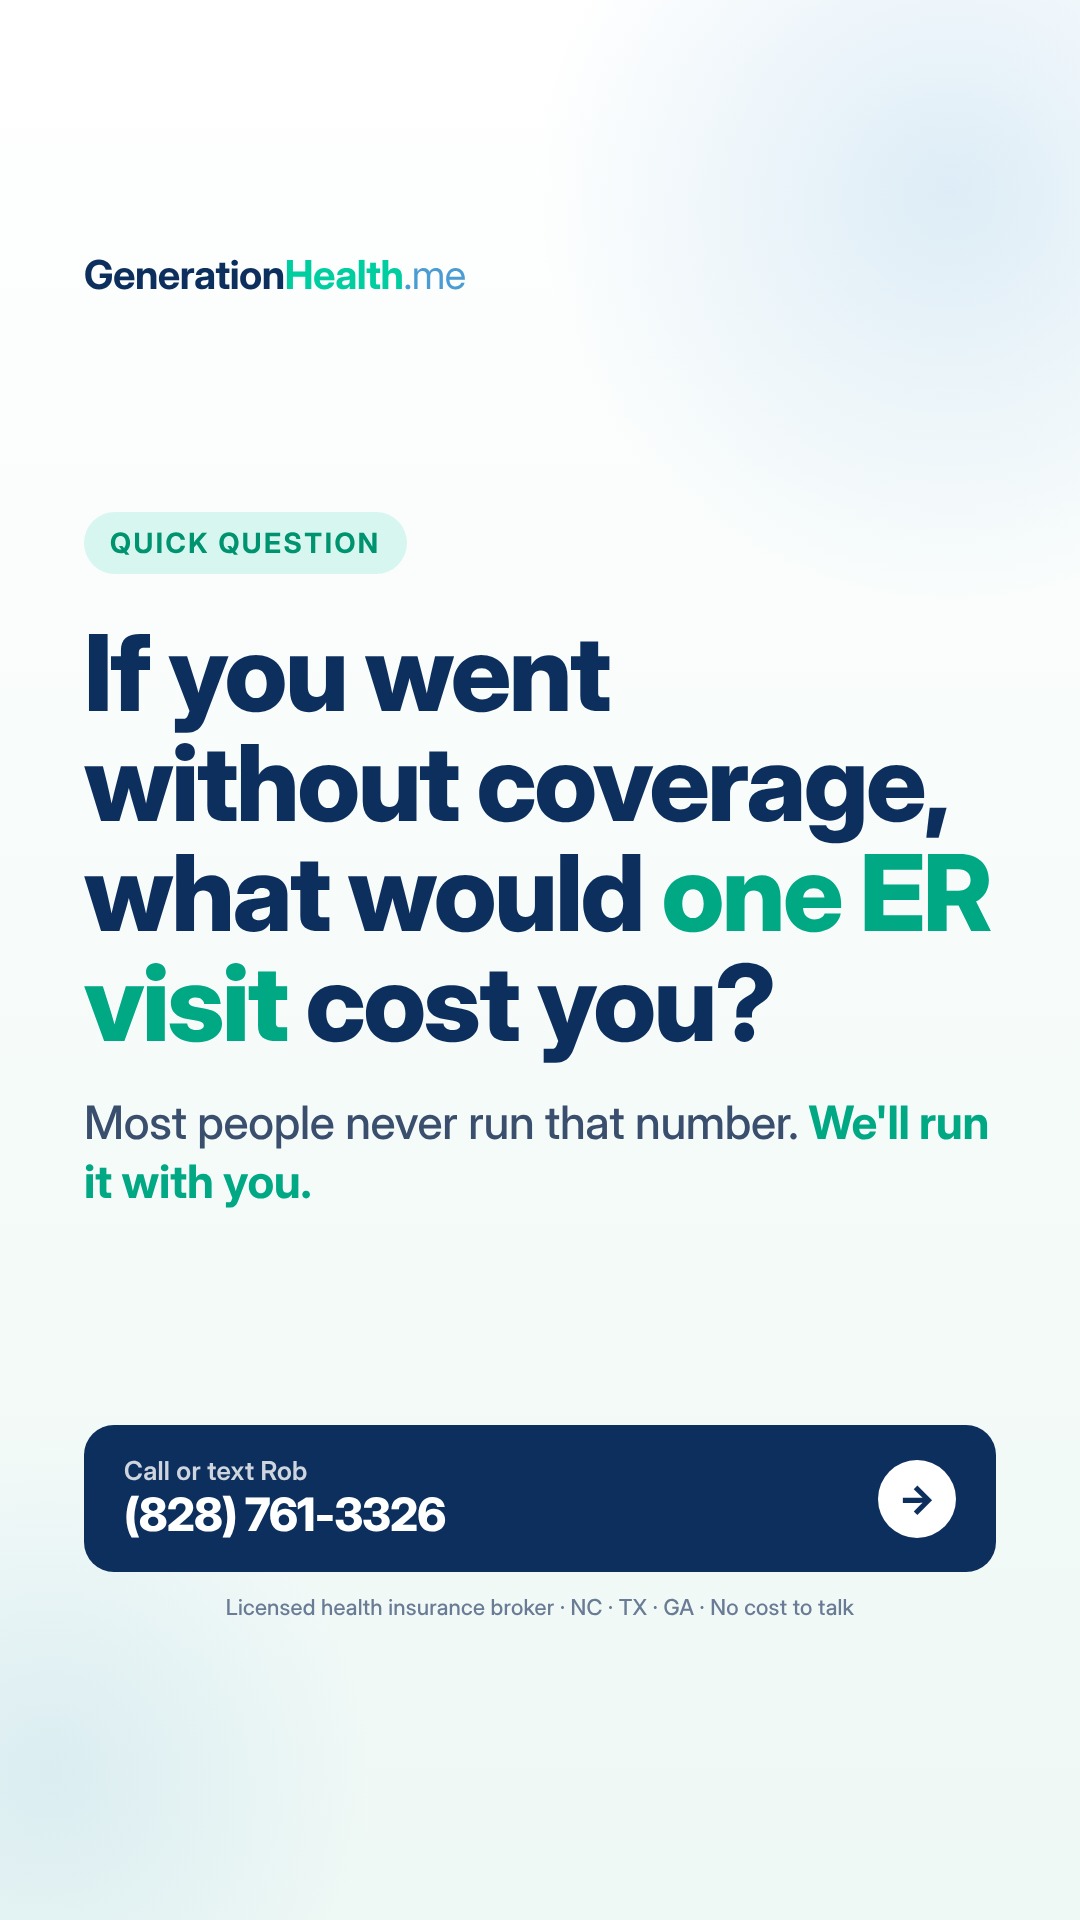 GenerationHealth.me
QUICK QUESTION
If you went
without coverage,
what would one ER
visit cost you?
Most people never run that number. We'll run
it with you.
Call or text Rob
(828) 761-3326
Licensed health insurance broker · NC · TX · GA · No cost to talk